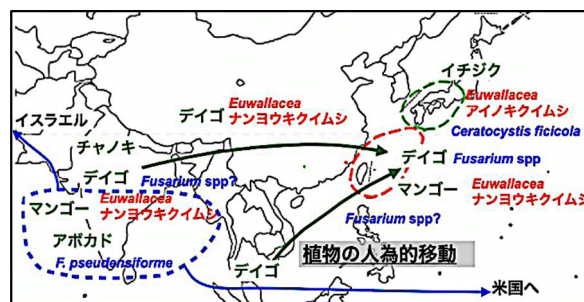 イチジク
Euwallacea
アイノキクイムシ
Ceratocystis ficicola
Euwallacea
デイゴ ナンヨウキクイムシ
イスラエル
チャノキ
デイゴ
Fusarium spp?
デイゴ Fusarium spp
マンゴー
Euwallacea
ナンヨウキクイムシ
マンゴー
Euwallacea
ナンヨウキクイムシ
アボカド
F. pseudensiforme
Fusarium spp?
植物の人為的移動
デイゴ
米国へ